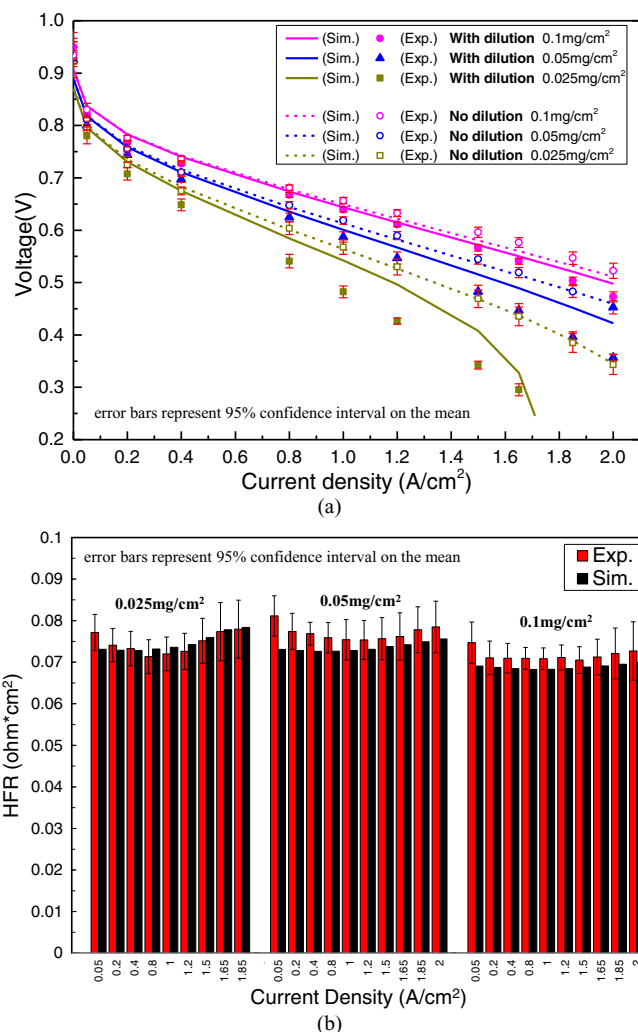 1.0
(Sim.) (Exp.) With dilution 0.1mg/cm²
(Sim.) (Exp.) With dilution 0.05mg/cm²
(Sim.) (Exp.) With dilution 0.025mg/cm²
(Sim.) (Exp.) No dilution 0.1mg/cm²
(Sim.) (Exp.) No dilution 0.05mg/cm²
(Sim.) (Exp.) No dilution 0.025mg/cm²
0.9
0.8
0.7
0.6
0.5
0.4
0.3
0.2
Voltage(V)
error bars represent 95% confidence interval on the mean
0.0 0.2 0.4 0.6 0.8 1.0 1.2 1.4 1.6 1.8 2.0
Current density (A/cm²)
(a)
0.1
error bars represent 95% confidence interval on the mean
Exp.
Sim.
0.025mg/cm² 0.05mg/cm² 0.1mg/cm²
0.09
0.08
0.07
0.06
0.05
0.04
0.03
0.02
0.01
0
HFR (ohm*cm²)
0.05 0.2 0.4 0.8 1 1.2 1.5 1.65 1.85 0.05 0.2 0.4 0.8 1 1.2 1.5 1.65 1.85 2 0.05 0.2 0.4 0.8 1 1.2 1.5 1.65 1.85 2
Current Density (A/cm²)
(b)